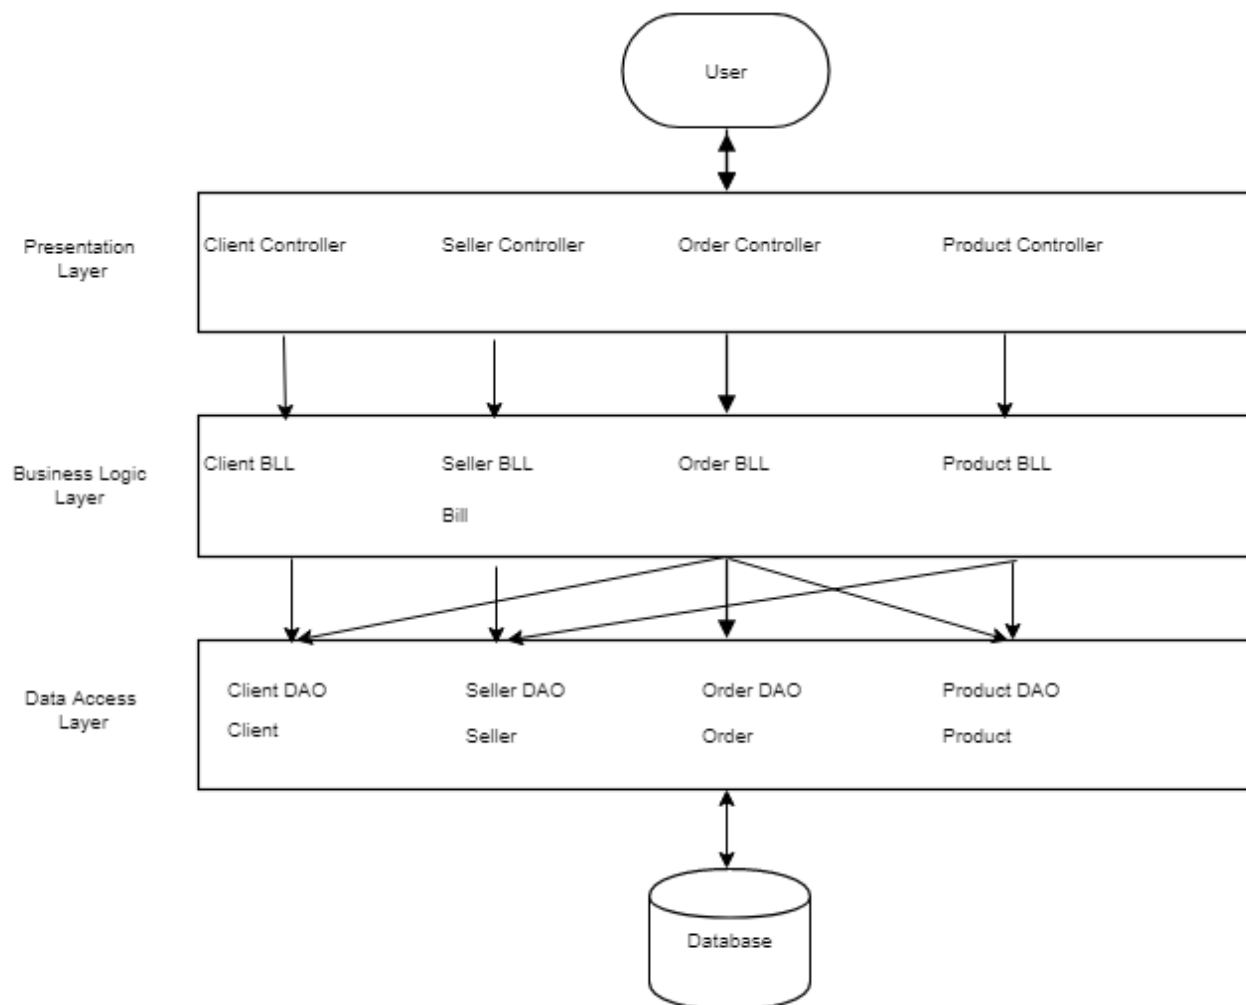 User
Presentation
Layer
Client Controller
Seller Controller
Order Controller
Product Controller
Business Logic
Layer
Client BLL
Seller BLL
Order BLL
Product BLL
Bill
Data Access
Layer
Client DAO
Seller DAO
Order DAO
Product DAO
Client
Seller
Order
Product
Database